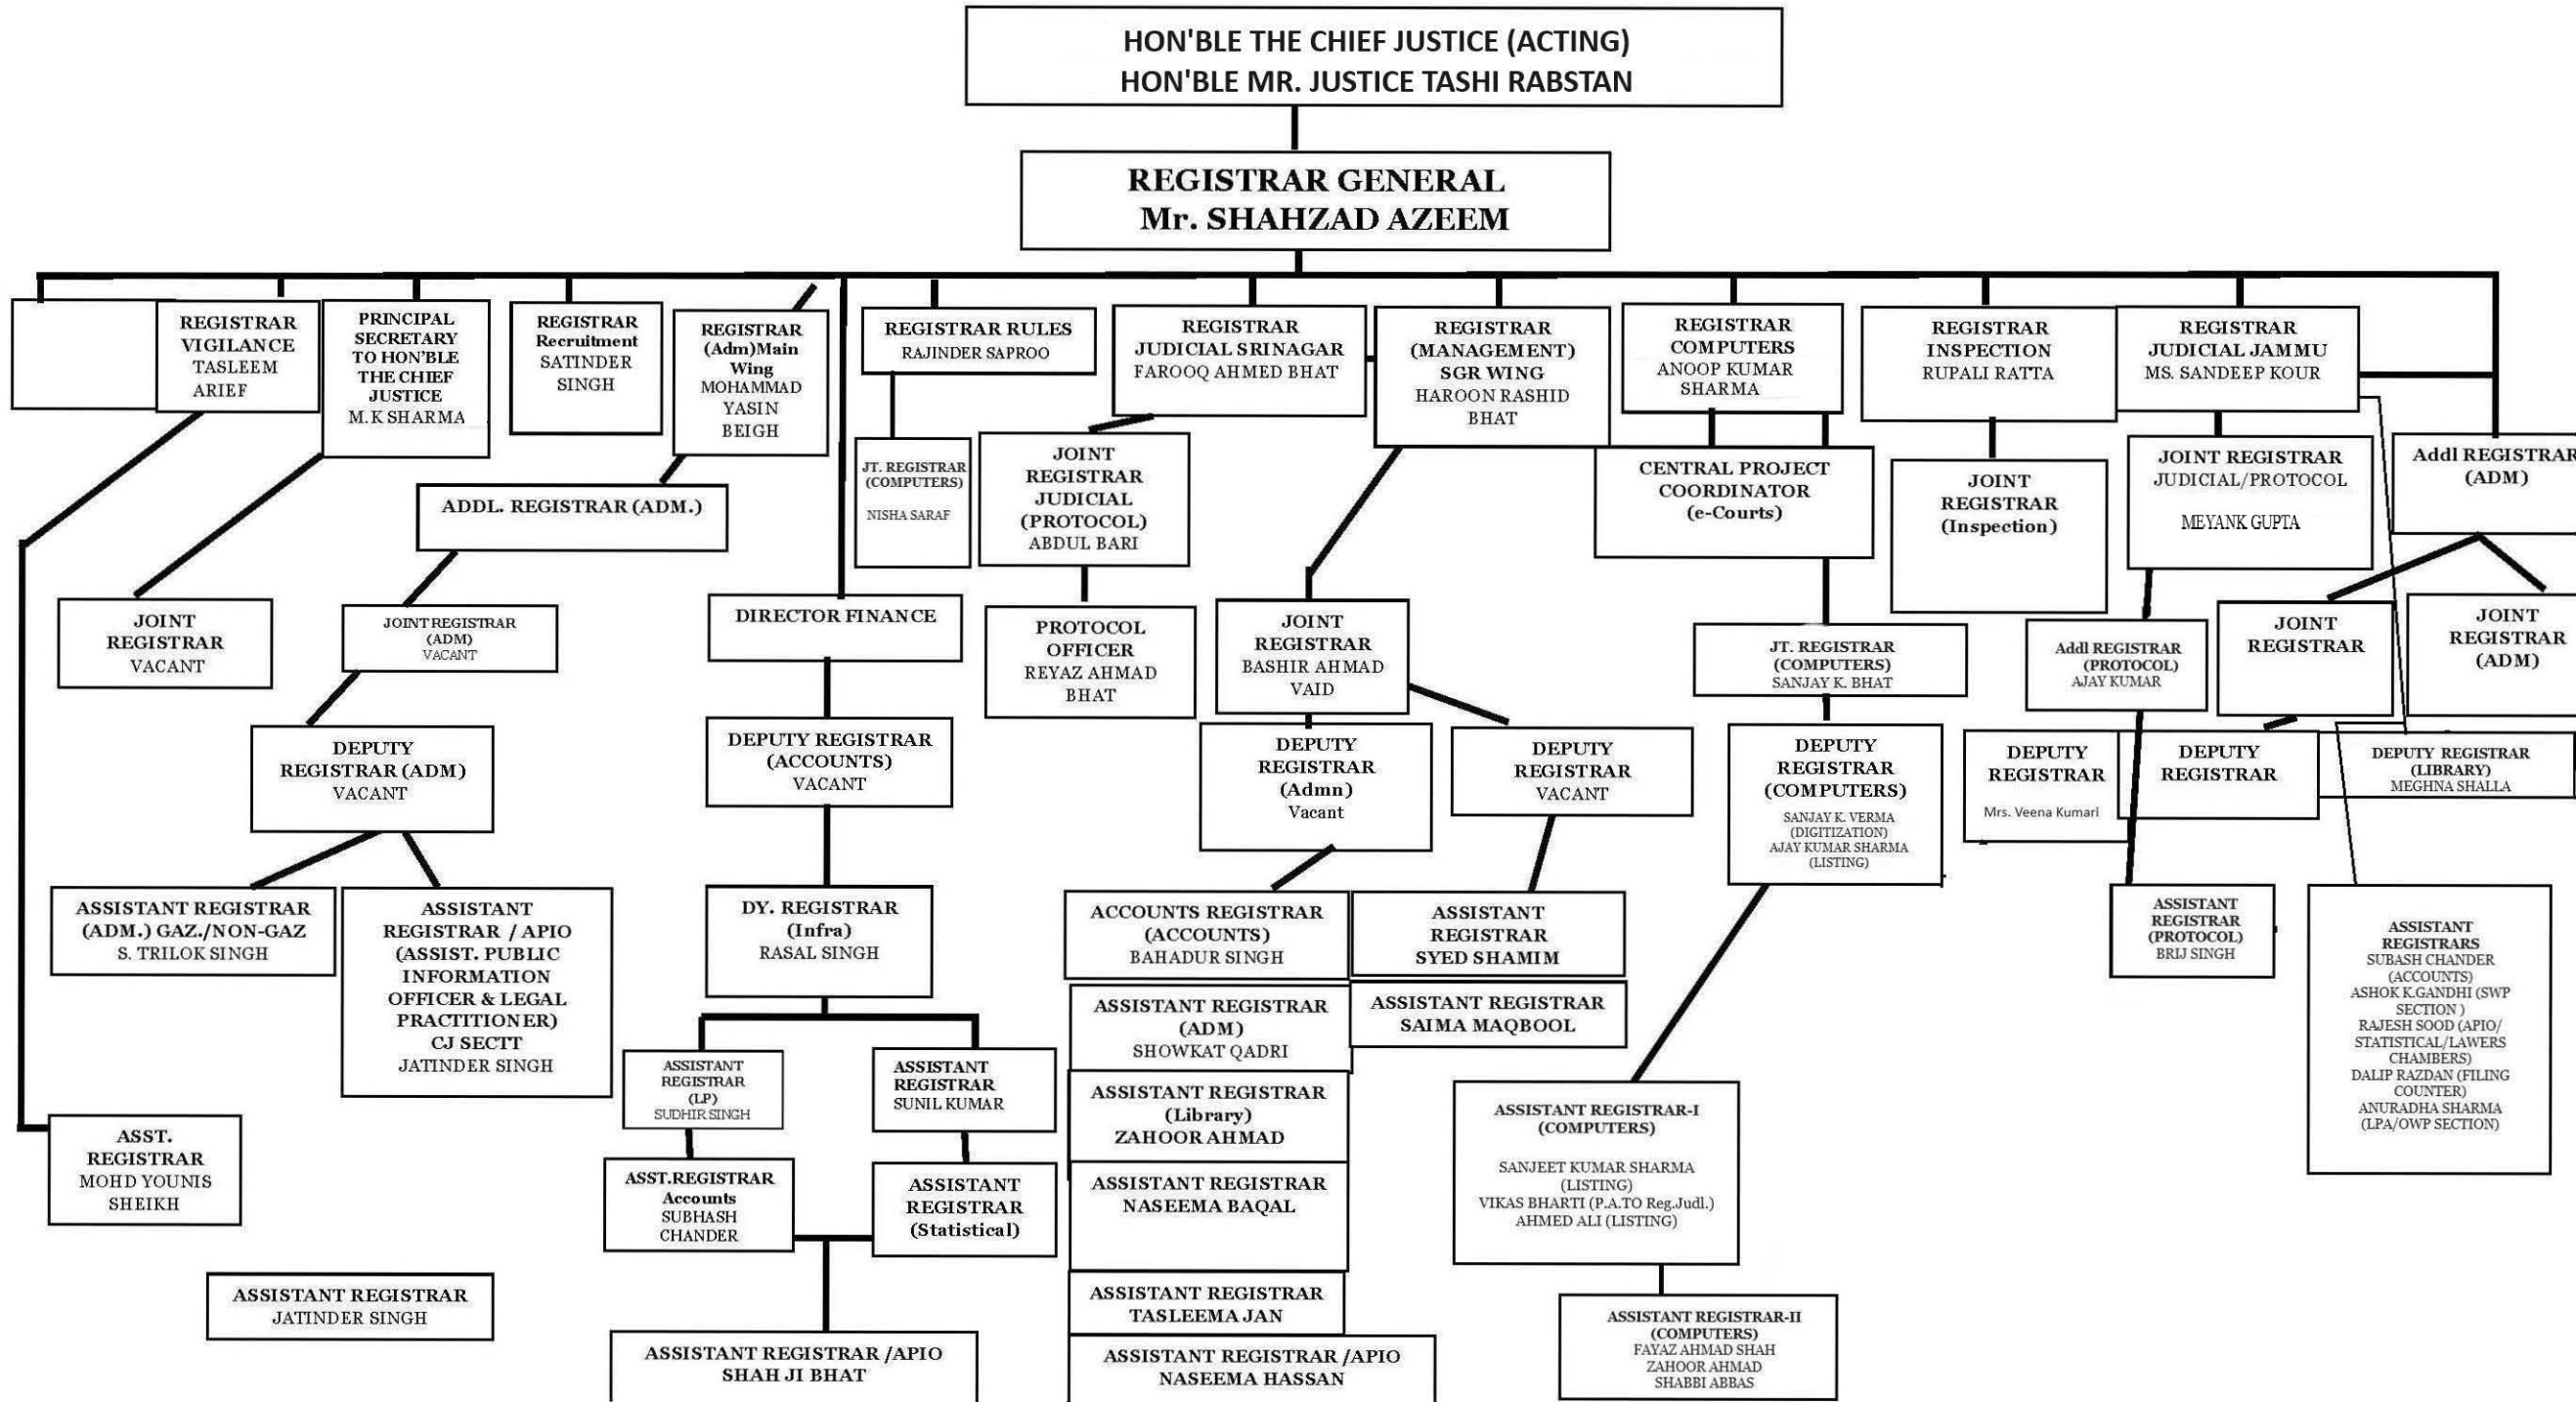 HON'BLE THE CHIEF JUSTICE (ACTING)
HON'BLE MR. JUSTICE TASHI RABSTAN
REGISTRAR GENERAL
Mr. SHAHZAD AZEEM
REGISTRAR
VIGILANCE
TASLEEM
ARIEF
PRINCIPAL
SECRETARY
TO HON'BLE
THE CHIEF
JUSTICE
M.K SHARMA
REGISTRAR
Recruitment
SATINDER
SINGH
REGISTRAR
(Adm)Main
Wing
MOHAMMAD
YASIN
BEIGH
REGISTRAR RULES
RAJINDER SAPROO
REGISTRAR
JUDICIAL SRINAGAR
FAROOQ AHMED BHAT
REGISTRAR
(MANAGEMENT)
SGR WING
HAROON RASHID
BHAT
REGISTRAR
COMPUTERS
ANOOP KUMAR
SHARMA
REGISTRAR
INSPECTION
RUPALI RATTA
REGISTRAR
JUDICIAL JAMMU
MS. SANDEEP KOUR
ADDL. REGISTRAR (ADM.)
JT. REGISTRAR
(COMPUTERS)
NISHA SARAF
JOINT
REGISTRAR
JUDICIAL
(PROTOCOL)
ABDUL BARI
CENTRAL PROJECT
COORDINATOR
(e-Courts)
JOINT
REGISTRAR
(Inspection)
JOINT REGISTRAR
JUDICIAL/PROTOCOL
MEYANK GUPTA
Addl REGISTRAR
(ADM)
JOINT
REGISTRAR
VACANT
JOINT REGISTRAR
(ADM)
VACANT
DIRECTOR FINANCE
PROTOCOL
OFFICER
REYAZ AHMAD
BHAT
JOINT
REGISTRAR
BASHIR AHMAD
VAID
JT. REGISTRAR
(COMPUTERS)
SANJAY K. BHAT
Addl REGISTRAR
(PROTOCOL)
AJAY KUMAR
JOINT
REGISTRAR
JOINT
REGISTRAR
(ADM)
DEPUTY
REGISTRAR (ADM)
VACANT
DEPUTY REGISTRAR
(ACCOUNTS)
VACANT
DEPUTY
REGISTRAR
(Admn)
Vacant
DEPUTY
REGISTRAR
VACANT
DEPUTY
REGISTRAR
(COMPUTERS)
SANJAY K. VERMA
(DIGITIZATION)
AJAY KUMAR SHARMA
(LISTING)
DEPUTY
REGISTRAR
Mrs. Veena Kumari
DEPUTY
REGISTRAR
DEPUTY REGISTRAR
(LIBRARY)
MEGHNA SHALLA
ASSISTANT REGISTRAR
(ADM.) GAZ./NON-GAZ
S. TRILOK SINGH
ASSISTANT
REGISTRAR / APIO
(ASSIST. PUBLIC
INFORMATION
OFFICER & LEGAL
PRACTITIONER)
CJ SECTT
JATINDER SINGH
DY. REGISTRAR
(Infra)
RASAL SINGH
ACCOUNTS REGISTRAR
(ACCOUNTS)
BAHADUR SINGH
ASSISTANT
REGISTRAR
SYED SHAMIM
ASSISTANT
REGISTRAR
(PROTOCOL)
BRIJ SINGH
ASSISTANT
REGISTRARS
SUBASH CHANDER
(ACCOUNTS)
ASHOK K.GANDHI (SWP
SECTION )
RAJESH SOOD (APIO/
STATISTICAL/LAWERS
CHAMBERS)
DALIP RAZDAN (FILING
COUNTER)
ANURADHA SHARMA
(LPA/OWP SECTION)
ASSISTANT REGISTRAR
(ADM)
SHOWKAT QADRI
ASSISTANT REGISTRAR
SAIMA MAQBOOL
ASSISTANT
REGISTRAR
(LP)
SUDHIR SINGH
ASSISTANT
REGISTRAR
SUNIL KUMAR
ASSISTANT REGISTRAR
(Library)
ZAHOOR AHMAD
ASSISTANT REGISTRAR-I
(COMPUTERS)
SANJEET KUMAR SHARMA
(LISTING)
VIKAS BHARTI (P.A.TO Reg.Judl.)
AHMED ALI (LISTING)
ASST.
REGISTRAR
MOHD YOUNIS
SHEIKH
ASST.REGISTRAR
Accounts
SUBHASH
CHANDER
ASSISTANT
REGISTRAR
(Statistical)
ASSISTANT REGISTRAR
NASEEMA BAQAL
ASSISTANT REGISTRAR
JATINDER SINGH
ASSISTANT REGISTRAR
TASLEEMA JAN
ASSISTANT REGISTRAR-II
(COMPUTERS)
FAYAZ AHMAD SHAH
ZAHOOR AHMAD
SHABBI ABBAS
ASSISTANT REGISTRAR /APIO
SHAH JI BHAT
ASSISTANT REGISTRAR /APIO
NASEEMA HASSAN